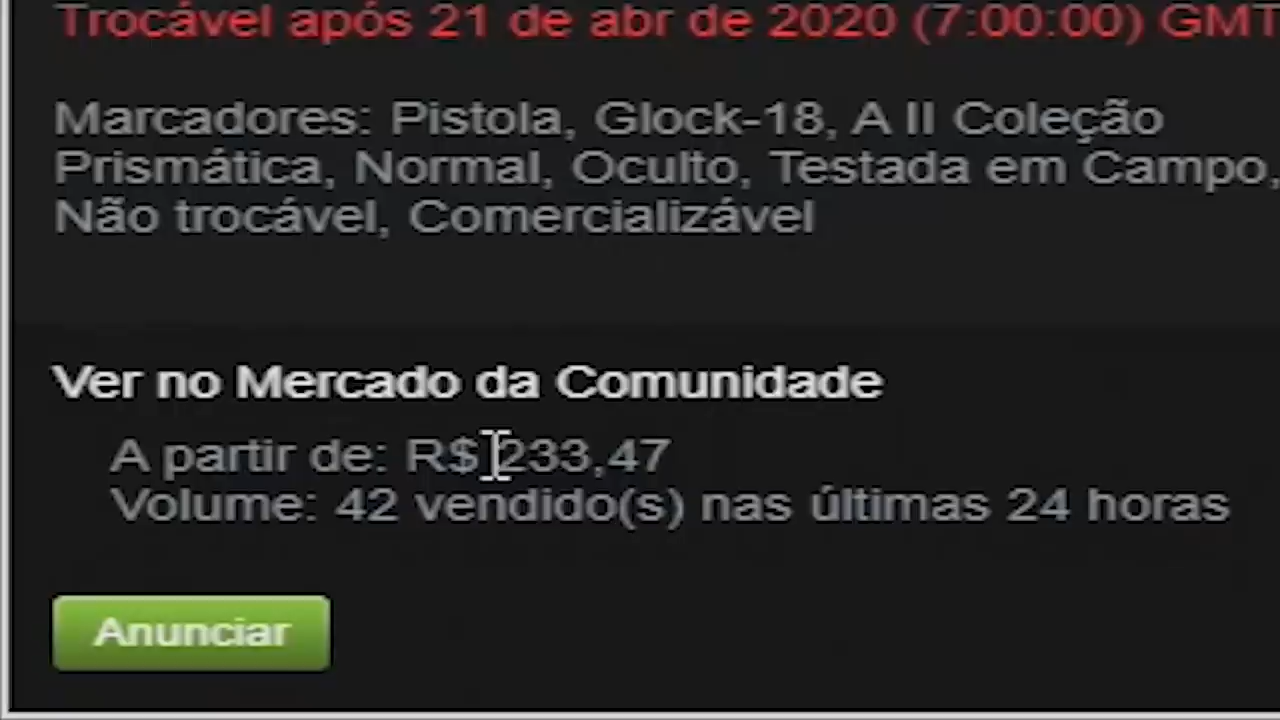 Trocável após 21 de abr de 2020 (7:00:00) GMT
Marcadores: Pistola, Glock-18, A II Coleção
Prismática, Normal, Oculto, Testada em Campo,
Não trocável, Comercializável
Ver no Mercado da Comunidade
A partir de: R$ 233,47
Volume: 42 vendido(s) nas últimas 24 horas
Anunciar